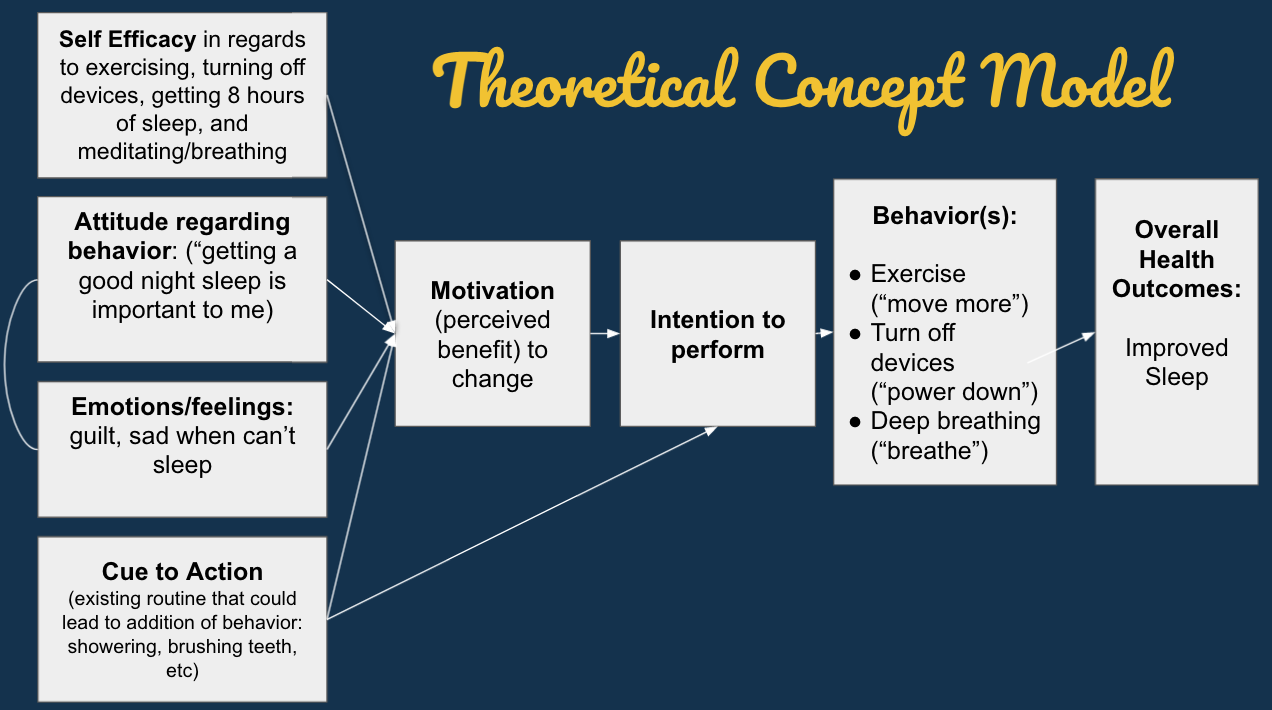 Theoretical Concept Model
Self Efficacy in regards
to exercising, turning off
devices, getting 8 hours
of sleep, and
meditating/breathing
Attitude regarding
behavior: (“getting a
good night sleep is
important to me)
Emotions/feelings:
guilt, sad when can’t
sleep
Cue to Action
(existing routine that could
lead to addition of behavior:
showering, brushing teeth,
etc)
Motivation
(perceived
benefit) to
change
Intention to
perform
Behavior(s):
● Exercise
(“move more”)
● Turn off
devices
(“power down”)
● Deep breathing
(“breathe”)
Overall
Health
Outcomes:
Improved
Sleep